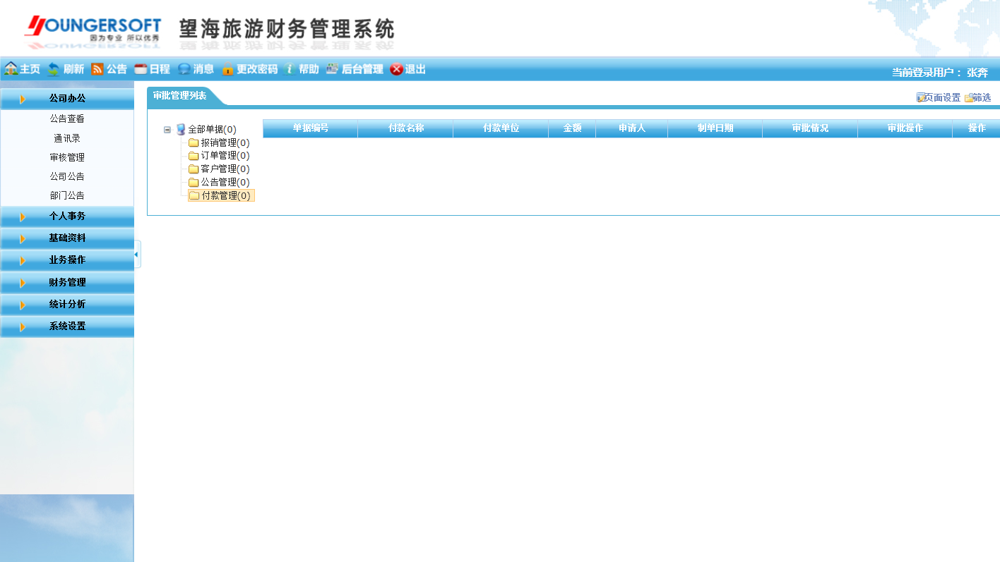 YOUNGERSOFT
因为专业 所以优秀
望海旅游财务管理系统
主页 刷新 公告 日程 消息 更改密码 帮助 后台管理 退出
当前登录用户： 张奔
公司办公
公告查看
通讯录
审核管理
公司公告
部门公告
个人事务
基础资料
业务操作
财务管理
统计分析
系统设置
审批管理列表
页面设置 筛选
全部单据(0)
报销管理(0)
订单管理(0)
客户管理(0)
公告管理(0)
付款管理(0)
单据编号 付款名称 付款单位 金额 申请人 制单日期 审批情况 审批操作 操作